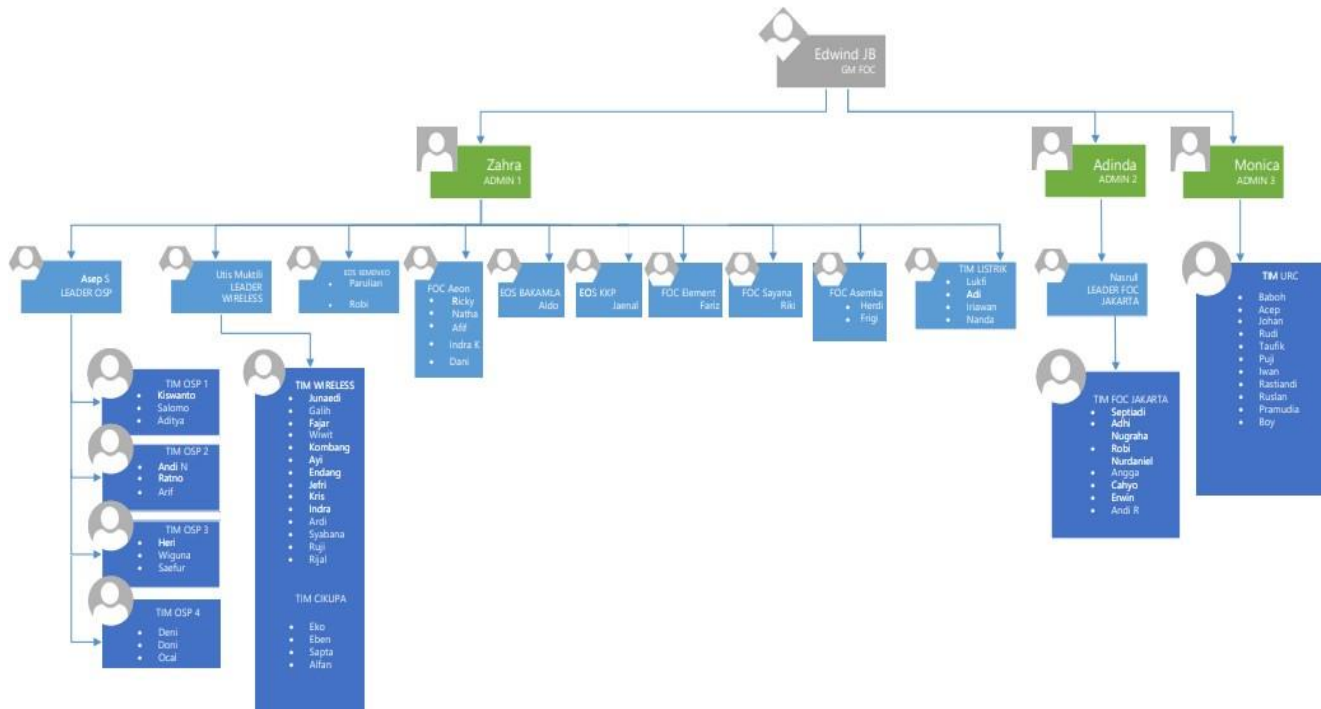 Edwind JB
GM FOC
Zahra
ADMIN 1
Adinda
ADMIN 2
Monica
ADMIN 3
Asep S
LEADER OSP
Utis Muktili
LEADER
WIRELESS
EOS KEMENKO
Parulian
Robi
FOC Aeon
Ricky
Natha
Afif
Indra K
Dani
EOS BAKAMLA
Aldo
EOS KKP
Jaenal
FOC Element
Fariz
FOC Sayana
Riki
FOC Asemka
Herdi
Frigi
TIM LISTRIK
Lukfi
Adi
Iriawan
Nanda
Nasrull
LEADER FOC
JAKARTA
TIM URC
Baboh
Acep
Johan
Rudi
Taufik
Puji
Iwan
Rastiandi
Ruslan
Pramudia
Boy
TIM OSP 1
Kiswanto
Salomo
Aditya
TIM OSP 2
Andi N
Ratno
Arif
TIM OSP 3
Heri
Wiguna
Saefur
TIM OSP 4
Deni
Doni
Ocal
TIM WIRELESS
Junaedi
Galih
Fajar
Wiwit
Kombang
Ayi
Endang
Jefri
Kris
Indra
Ardi
Syabana
Ruji
Rijal
TIM CIKUPA
Eko
Eben
Sapta
Alfan
TIM FOC JAKARTA
Septiadi
Adhi
Nugraha
Robi
Nurdaniel
Angga
Cahyo
Erwin
Andi R